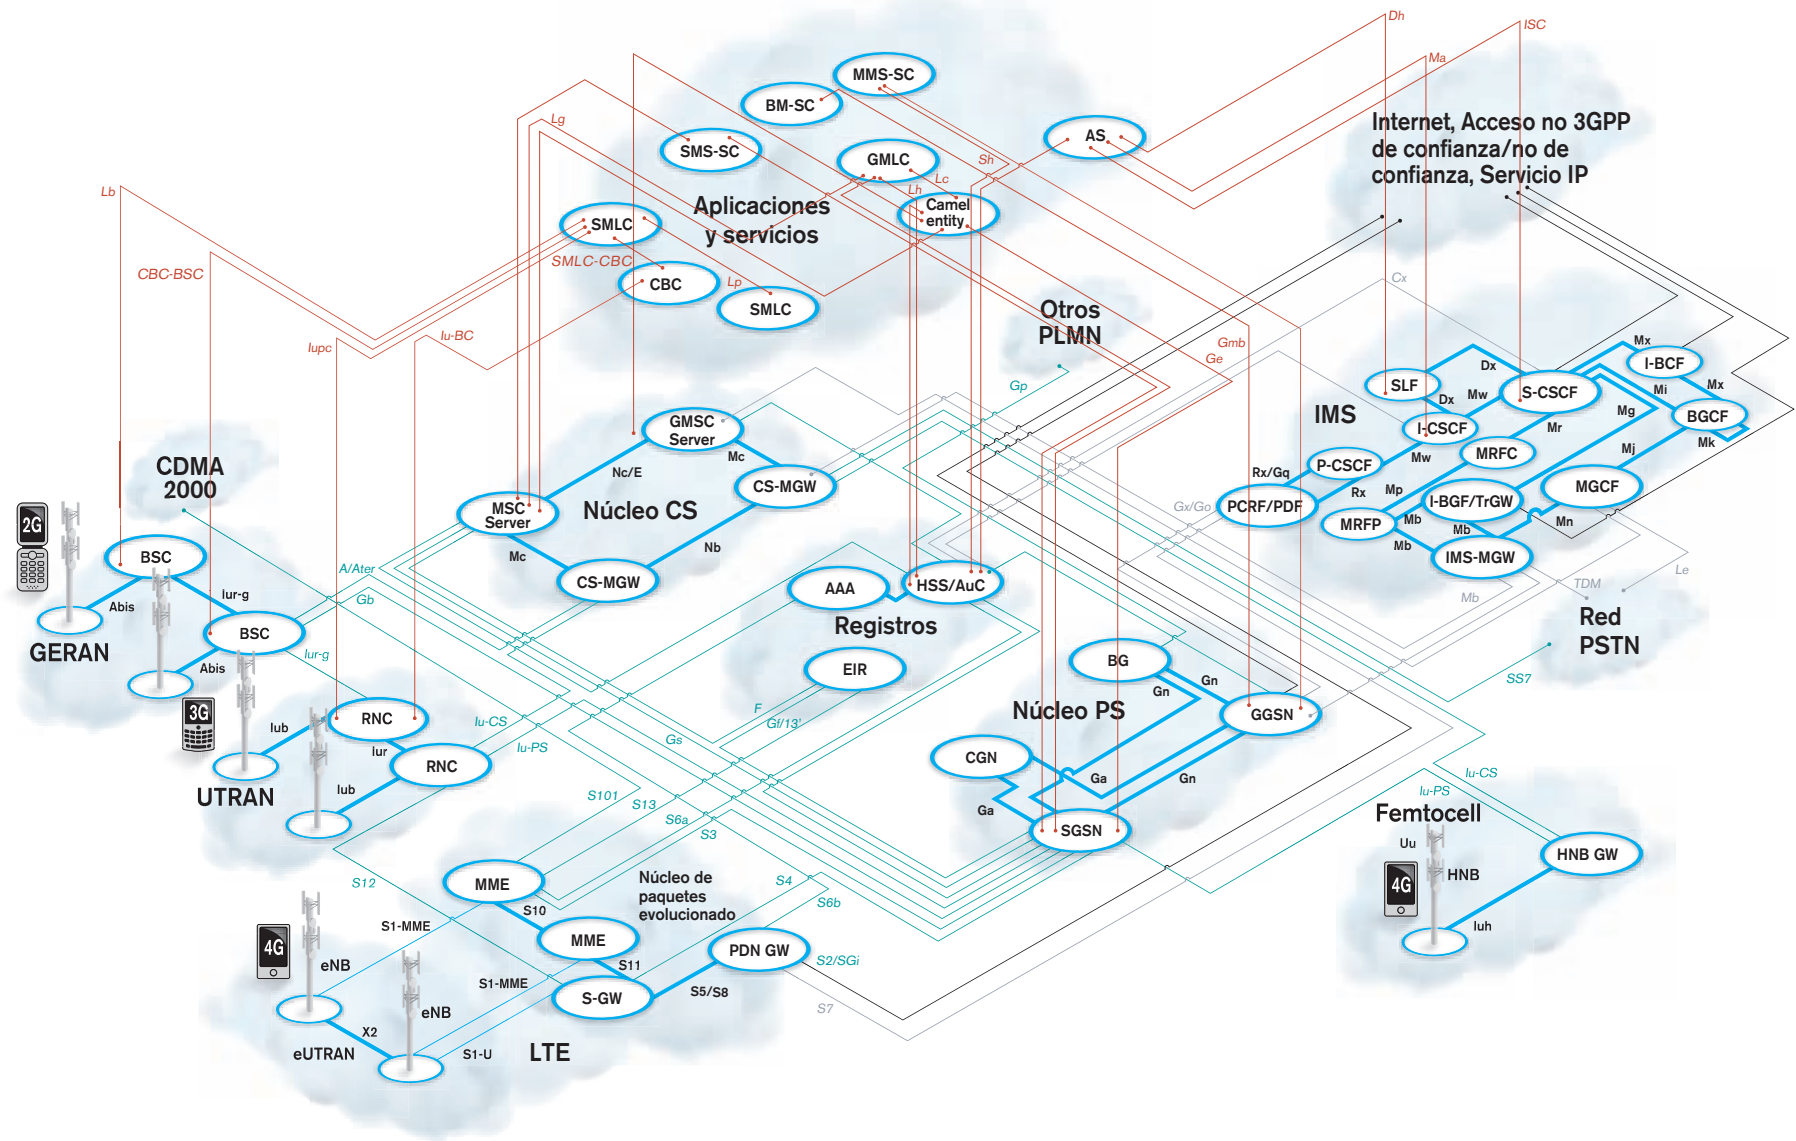 Dh
ISC
Ma
MMS-SC
BM-SC
Lg
AS
Internet, Acceso no 3GPP
de confianza/no de
confianza, Servicio IP
SMS-SC
GMLC
Sh
Lc
Lh
Lb
Aplicaciones
y servicios
Camel
entity
SMLC
SMLC-CBC
CBC-BSC
CBC
Lp
SMLC
Cx
Otros
PLMN
Iupc
Iu-BC
Gmb
Ge
Gp
Mx
I-BCF
Dx
SLF
Dx
Mw
S-CSCF
Mi
Mx
IMS
I-CSCF
Mr
Mg
BGCF
Mk
GMSC
Server
Mc
Nc/E
CS-MGW
Núcleo CS
MSC
Server
Mc
Nb
CS-MGW
CDMA
2000
Rx/Gq
P-CSCF
Mw
MRFC
Mj
Rx
Mp
MGCF
Gx/Go
PCRF/PDF
I-BGF/TrGW
MRFP
Mb
Mb
Mn
Mb
IMS-MGW
TDM
Le
Mb
2G
BSC
Abis
Iur-g
A/Ater
Gb
GERAN
BSC
Abis
Iur-g
AAA
HSS/AuC
Registros
EIR
F
Gf/13'
Red
PSTN
SS7
BG
Gn
Gn
Núcleo PS
GGSN
CGN
Ga
Gn
Ga
SGSN
3G
RNC
Iub
Iur
RNC
UTRAN
Iub
Iu-CS
Iu-PS
Gs
S101
S13
S6a
S3
Iu-CS
Iu-PS
Femtocell
Uu
HNB GW
HNB
4G
Iuh
S12
MME
Núcleo de
paquetes
evolucionado
S4
S6b
S10
S1-MME
MME
PDN GW
S2/SGi
4G
eNB
S11
S1-MME
S-GW
S5/S8
S7
eNB
X2
eUTRAN
S1-U
LTE